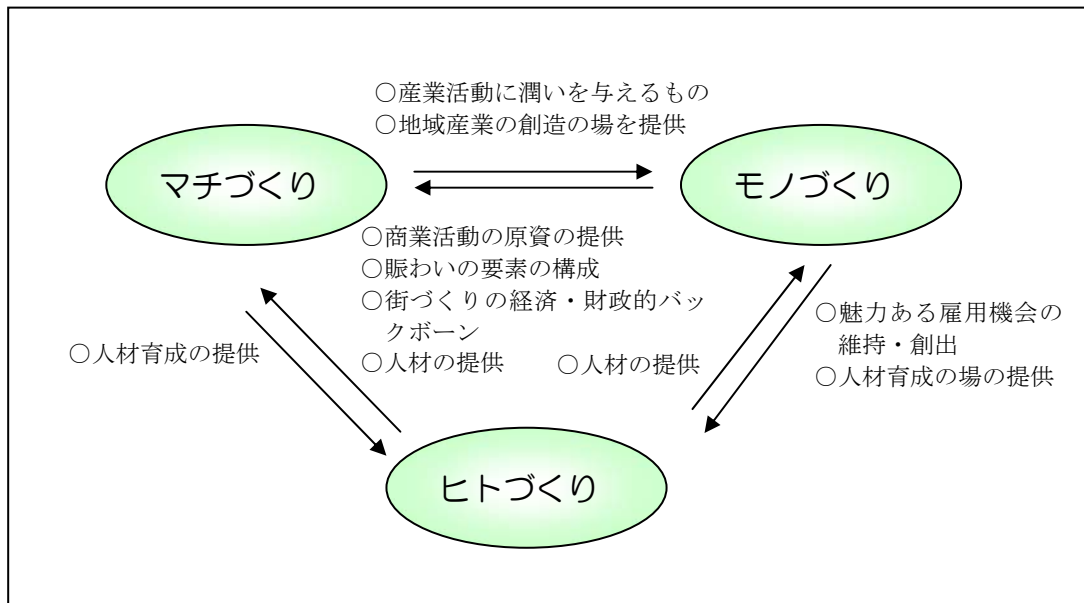 ○産業活動に潤いを与えるもの
○地域産業の創造の場を提供
マチづくり
モノづくり
○商業活動の原資の提供
○賑わいの要素の構成
○街づくりの経済・財政的バッ
クボーン
○人材の提供
○人材育成の提供
○人材の提供
○魅力ある雇用機会の
維持・創出
○人材育成の場の提供
ヒトづくり